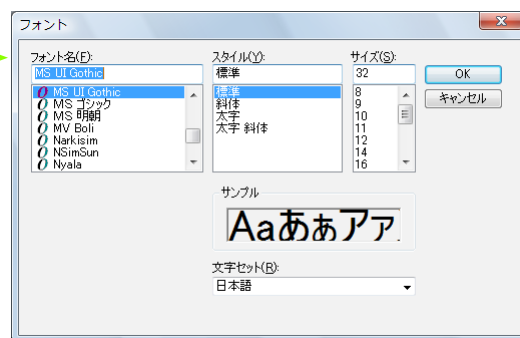 フォント
フォント名(F): スタイル(Y): サイズ(S):
MS UI Gothic 標準 32 OK
MS UI Gothic 標準 8 キャンセル
MS ゴシック 斜体 9
MS 明朝 太字 10
MV Boli 太字 斜体 11
Narkisim 12
NSimSun 14
Nyala 16
サンプル
Aaあぁアァ
文字セット(R):
日本語